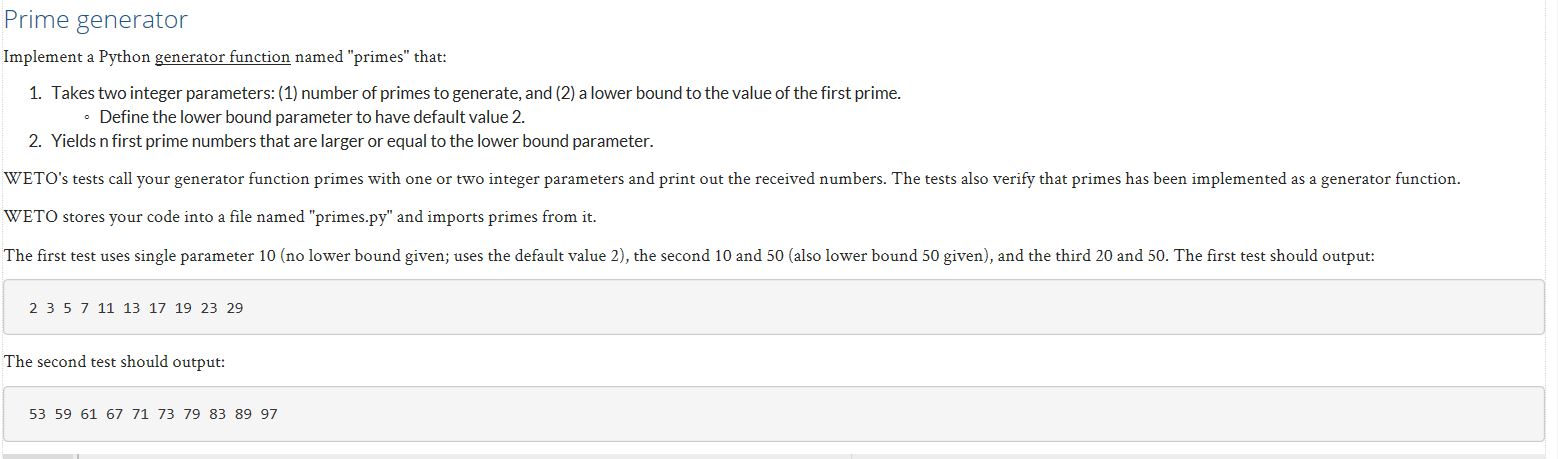 Prime generator
Implement a Python generator function named "primes" that:
1. Takes two integer parameters: (1) number of primes to generate, and (2) a lower bound to the value of the first prime.
◦ Define the lower bound parameter to have default value 2.
2. Yields n first prime numbers that are larger or equal to the lower bound parameter.
WETO's tests call your generator function primes with one or two integer parameters and print out the received numbers. The tests also verify that primes has been implemented as a generator function.
WETO stores your code into a file named "primes.py" and imports primes from it.
The first test uses single parameter 10 (no lower bound given; uses the default value 2), the second 10 and 50 (also lower bound 50 given), and the third 20 and 50. The first test should output:
2 3 5 7 11 13 17 19 23 29
The second test should output:
53 59 61 67 71 73 79 83 89 97